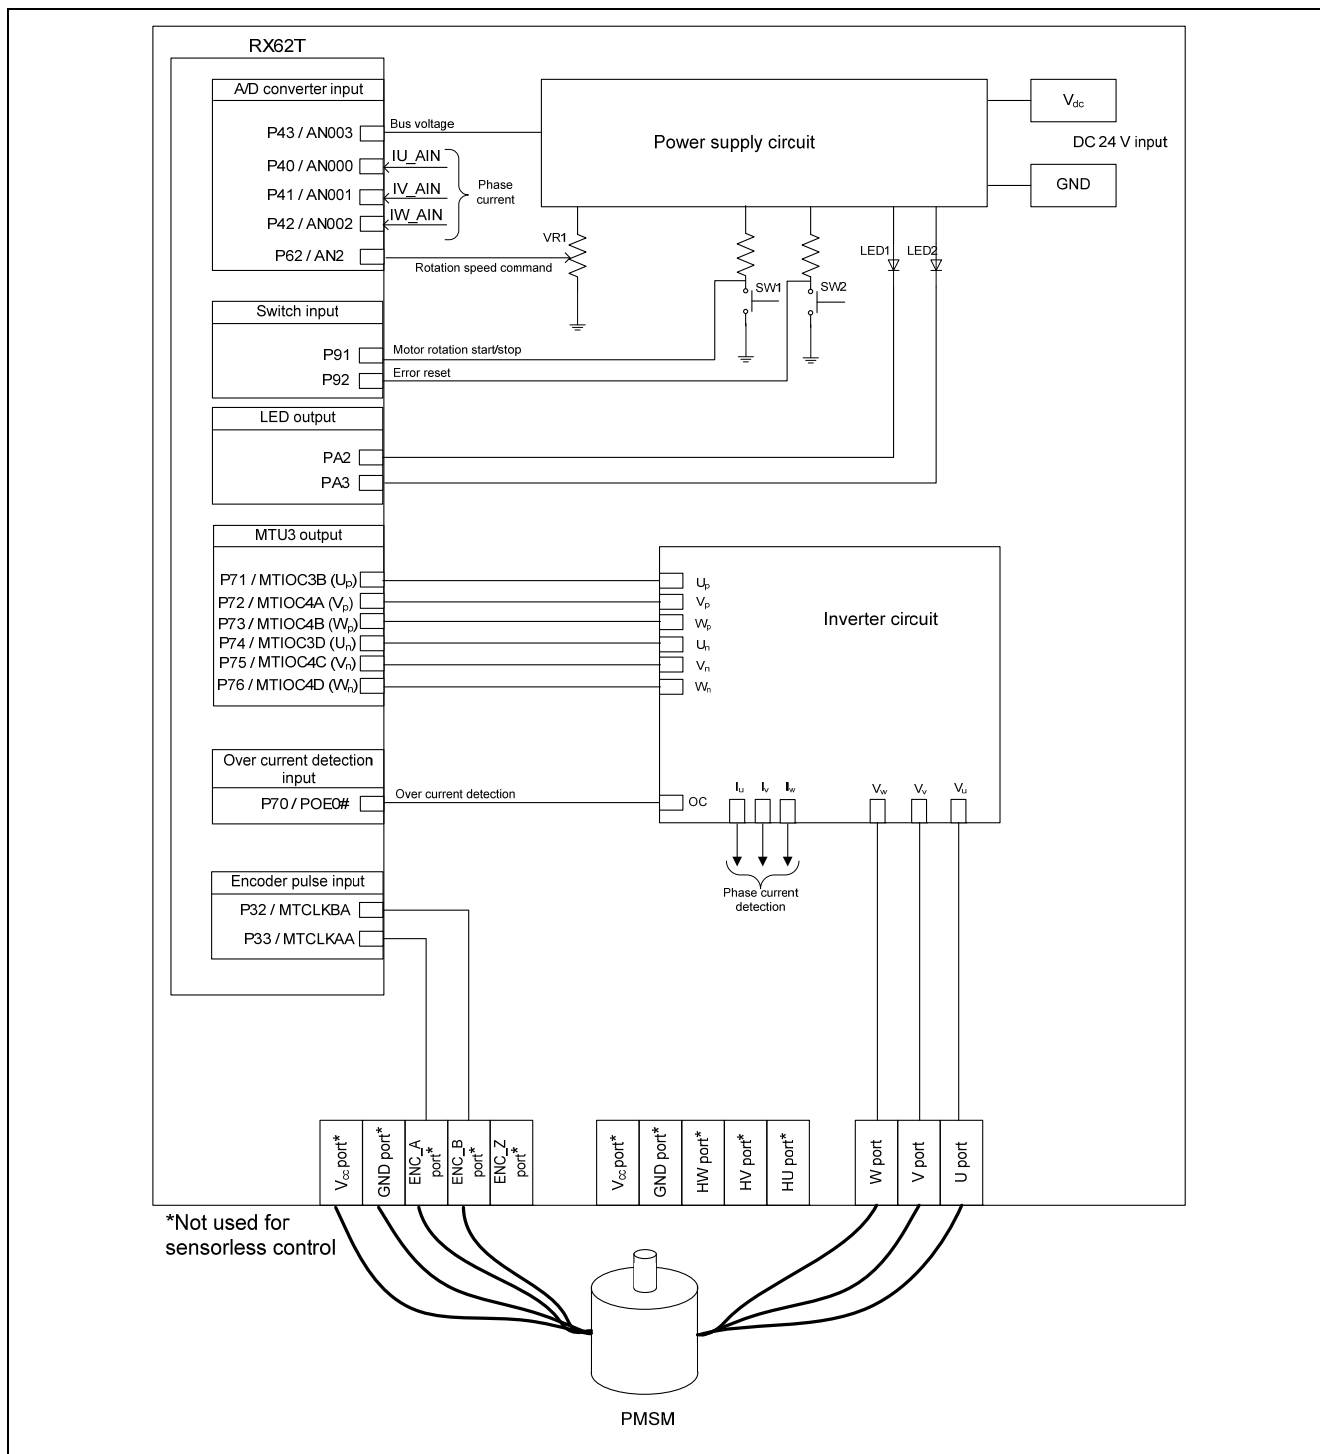 RX62T
A/D converter input
P43 / AN003
P40 / AN000
P41 / AN001
P42 / AN002
P62 / AN2
Bus voltage
IU_AIN
IV_AIN
IW_AIN
Phase
current
Rotation speed command
VR1
Power supply circuit
Vdc
DC 24 V input
GND
SW1
SW2
LED1
LED2
Switch input
P91
P92
Motor rotation start/stop
Error reset
LED output
PA2
PA3
MTU3 output
P71 / MTIOC3B (Up)
P72 / MTIOC4A (Vp)
P73 / MTIOC4B (Wp)
P74 / MTIOC3D (Un)
P75 / MTIOC4C (Vn)
P76 / MTIOC4D (Wn)
Up
Vp
Wp
Un
Vn
Wn
Inverter circuit
Over current detection
input
P70 / POE0#
Over current detection
OC
Iu
Iv
Iw
Vw
Vv
Vu
Phase current
detection
Encoder pulse input
P32 / MTCLKBA
P33 / MTCLKAA
Vcc port*
GND port*
ENC_A
port*
ENC_B
port*
ENC_Z
port*
Vcc port*
GND port*
HW port*
HV port*
HU port*
W port
V port
U port
*Not used for
sensorless control
PMSM